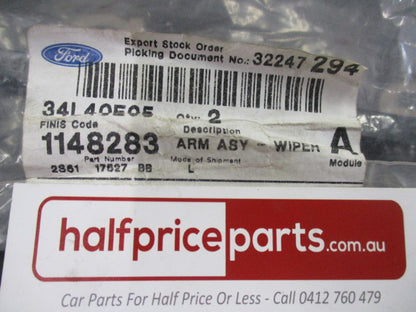 Ford
Export Stock Order
Picking Document No.: 32247 294
34L40505
Qty 2
FINIS Code
Description
1148283 ARM ASY - WIPER A
Part Number
Mode of Shipment
Module
2S61 17527 BB
L
halfpriceparts.com.au
Car Parts For Half Price Or Less - Call 0412 760 479